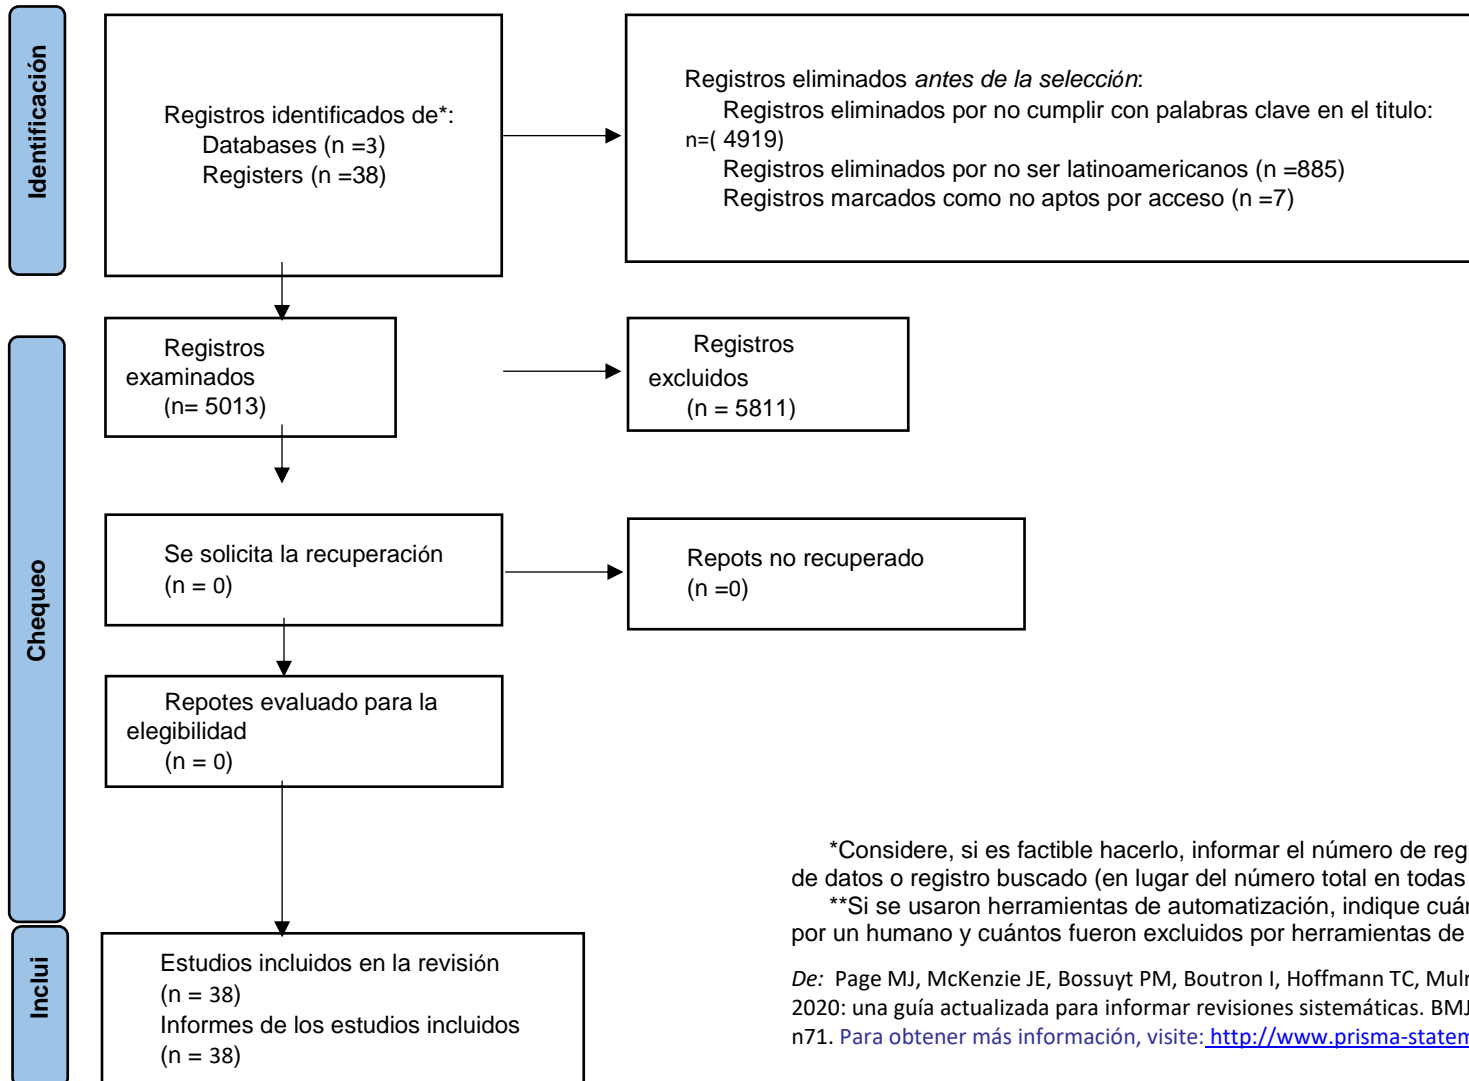 Identificación
Registros identificados de*:
Databases (n =3)
Registers (n =38)
Registros eliminados antes de la selección:
Registros eliminados por no cumplir con palabras clave en el titulo:
n=( 4919)
Registros eliminados por no ser latinoamericanos (n =885)
Registros marcados como no aptos por acceso (n =7)
Chequeo
Registros
examinados
(n= 5013)
Registros
excluidos
(n = 5811)
Se solicita la recuperación
(n = 0)
Repots no recuperado
(n =0)
Repotes evaluado para la
elegibilidad
(n = 0)
Inclui
Estudios incluidos en la revisión
(n = 38)
Informes de los estudios incluidos
(n = 38)
*Considere, si es factible hacerlo, informar el número de reg
de datos o registro buscado (en lugar del número total en todas
**Si se usaron herramientas de automatización, indique cuár
por un humano y cuántos fueron excluidos por herramientas de
De: Page MJ, McKenzie JE, Bossuyt PM, Boutron I, Hoffmann TC, Mulr
2020: una guía actualizada para informar revisiones sistemáticas. BMJ
n71. Para obtener más información, visite: http://www.prisma-statem